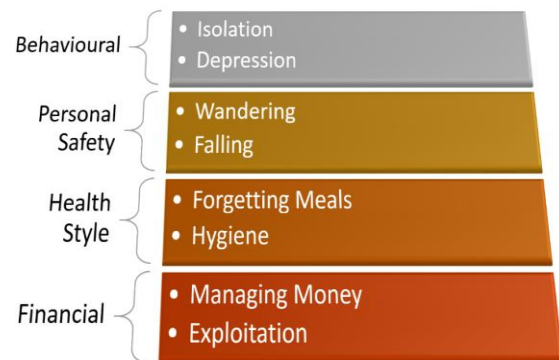 Behavioural
• Isolation
• Depression
Personal
Safety
• Wandering
• Falling
Health
Style
• Forgetting Meals
• Hygiene
Financial
• Managing Money
• Exploitation